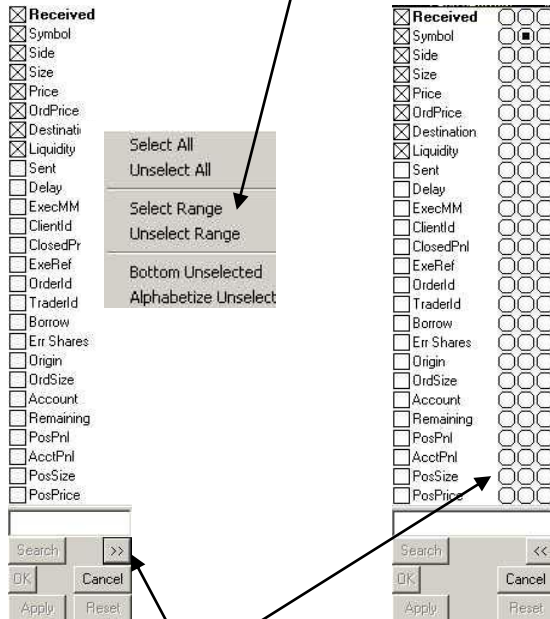 Received
Symbol
Side
Size
Price
OrdPrice
Destinati
Liquidity
Sent
Delay
ExecMM
ClientId
ClosedPr
ExeRef
OrderId
TraderId
Borrow
Err Shares
Origin
OrdSize
Account
Remaining
PosPnl
AcctPnl
PosSize
PosPrice
Search >>
OK Cancel
Apply Reset
Select All
Unselect All
Select Range
Unselect Range
Bottom Unselected
Alphabetize Unselect
Received
Symbol
Side
Size
Price
OrdPrice
Destination
Liquidity
Sent
Delay
ExecMM
ClientId
ClosedPnl
ExeRef
OrderId
TraderId
Borrow
Err Shares
Origin
OrdSize
Account
Remaining
PosPnl
AcctPnl
PosSize
PosPrice
Search <<
OK Cancel
Apply Reset